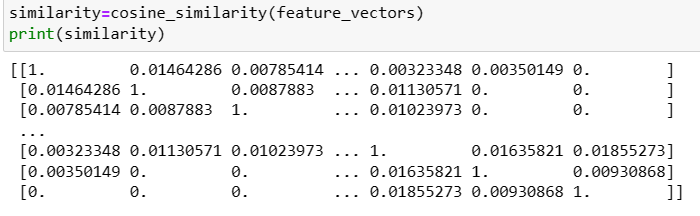 similarity=cosine_similarity(feature_vectors)
print(similarity)
[[1.         0.01464286 0.00785414 ... 0.00323348 0.00350149 0.        ]
 [0.01464286 1.         0.0087883  ... 0.01130571 0.         0.        ]
 [0.00785414 0.0087883  1.         ... 0.01023973 0.         0.        ]
 ...
 [0.00323348 0.01130571 0.01023973 ... 1.         0.01635821 0.01855273]
 [0.00350149 0.         0.         ... 0.01635821 1.         0.00930868]
 [0.         0.         0.         ... 0.01855273 0.00930868 1.        ]]